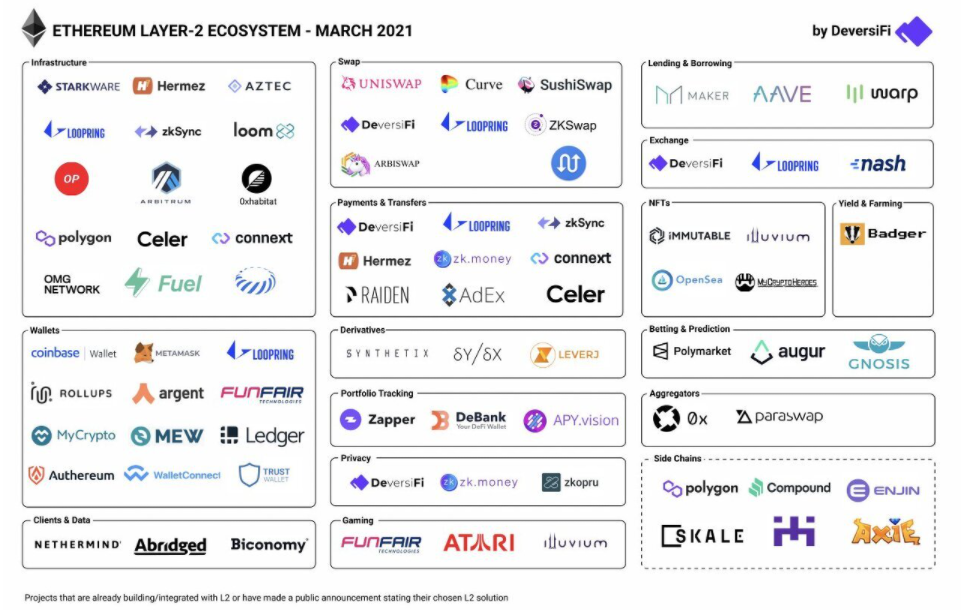 ETHEREUM LAYER-2 ECOSYSTEM - MARCH 2021
by DeversiFi
Infrastructure
STARKWARE Hermez AZTEC
LOOPRING zkSync loom
OP ARBITRUM 0xhabitat
polygon Celer connext
OMG NETWORK Fuel
Swap
UNISWAP Curve SushiSwap
DeversiFi LOOPRING ZKSwap
ARBISWAP
Lending & Borrowing
MAKER AAVE warp
Exchange
DeversiFi LOOPRING nash
Payments & Transfers
DeversiFi LOOPRING zkSync
Hermez zk zk.money connext
RAIDEN AdEx Celer
NFTs
iMMUTABLE ILLUVIUM
OpenSea MyCryptoHeroes
Yield & Farming
Badger
Wallets
coinbase | Wallet METAMASK LOOPRING
ROLLUPS argent FUNFAIR TECHNOLOGIES
MyCrypto MEW Ledger
Authereum WalletConnect TRUST WALLET
Derivatives
SYNTHETIX δY/δX LEVERJ
Betting & Prediction
Polymarket augur GNOSIS
Portfolio Tracking
Zapper DeBank Your DeFi Wallet APY.vision
Aggregators
0x paraswap
Privacy
DeversiFi zk zk.money zkopru
Side Chains
polygon Compound ENJIN
SKALE AXIE
Clients & Data
NETHERMIND Abridged Biconomy
Gaming
FUNFAIR TECHNOLOGIES ATARI ILLUVIUM
Projects that are already building/integrated with L2 or have made a public announcement stating their chosen L2 solution